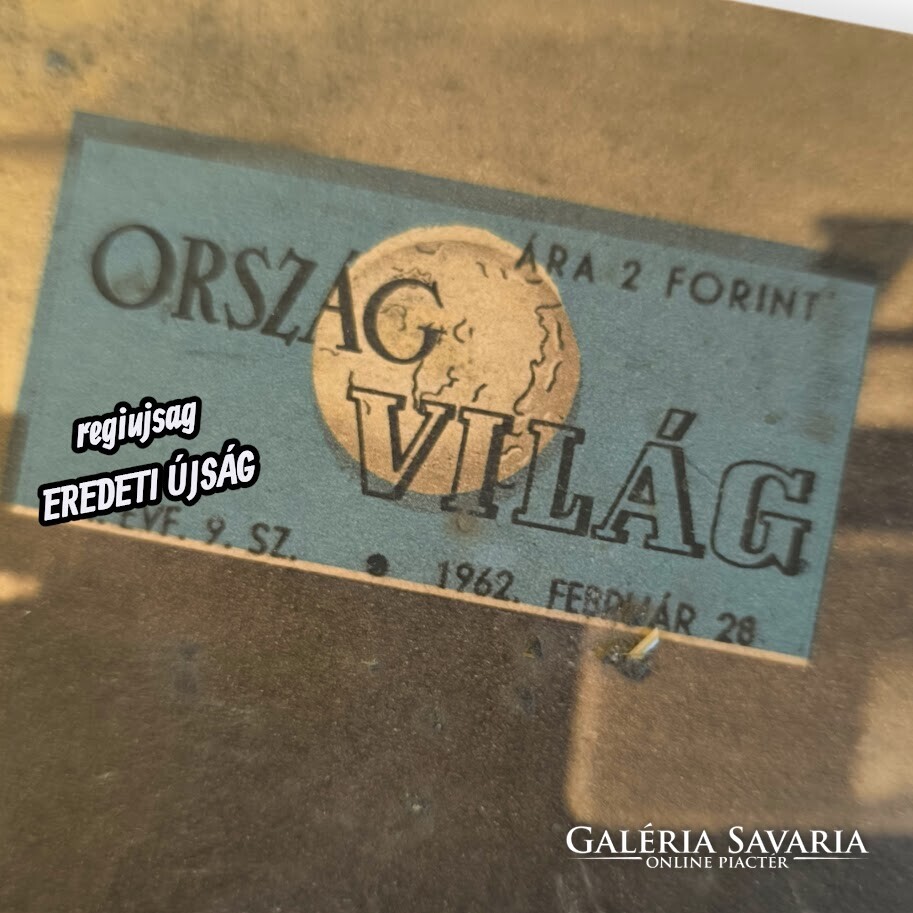 ORSZÁG
ÁRA 2 FORINT
VILÁG
regiujsag
EREDETI ÚJSÁG
ÉVF. 9. SZ. • 1962. FEBRUÁR 28
GALÉRIA SAVARIA
ONLINE PIACTÉR